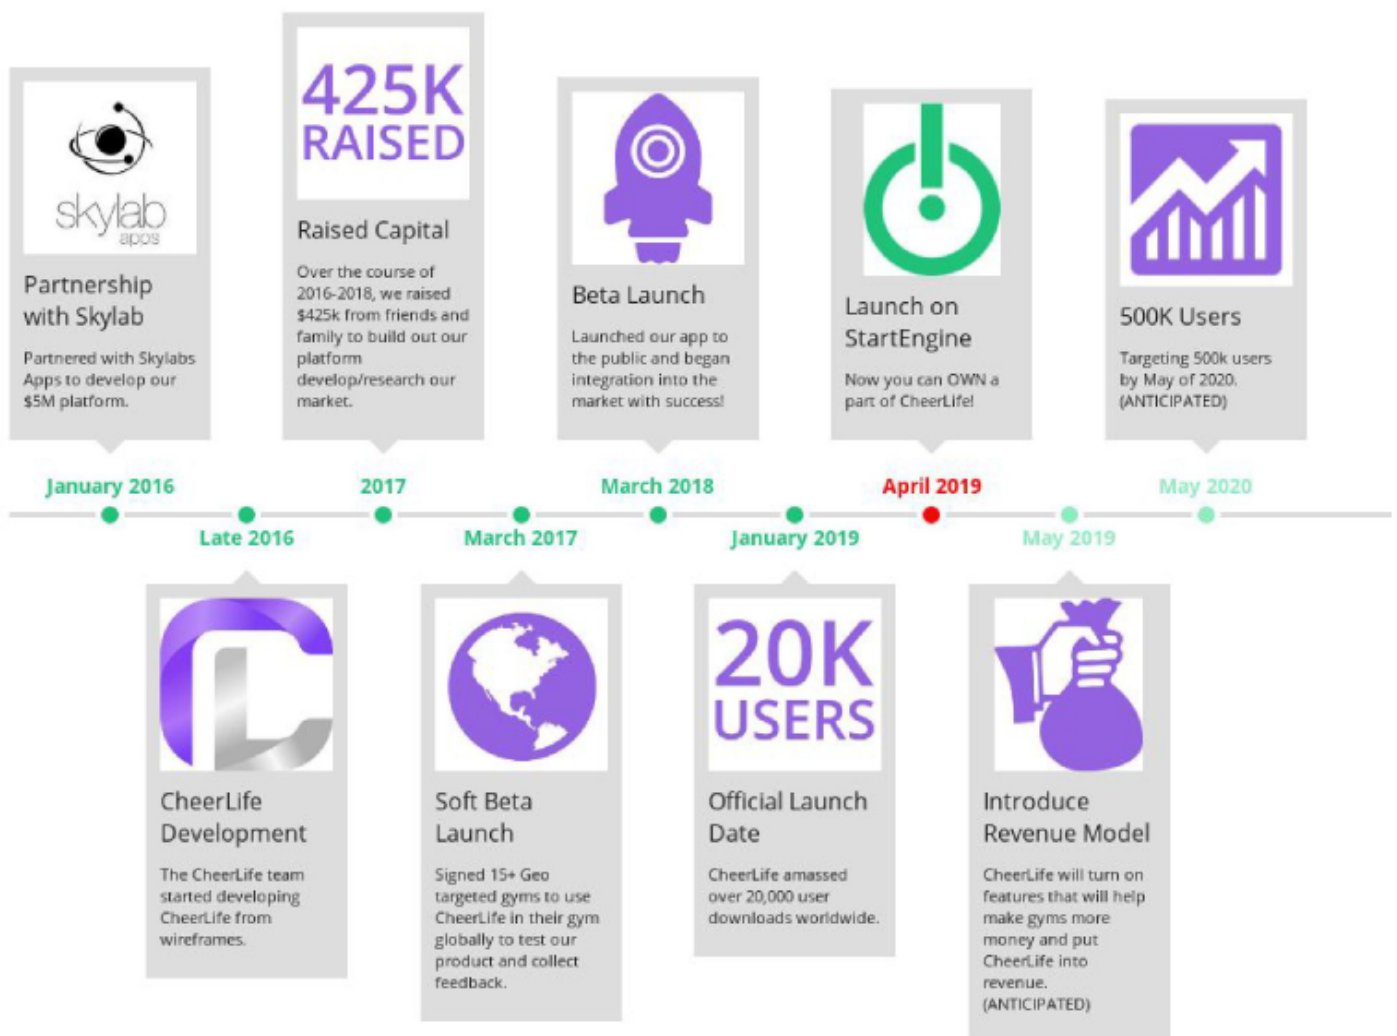 skylab
apps
Partnership
with Skylab
Partnered with Skylabs
Apps to develop our
$5M platform.
425K
RAISED
Raised Capital
Over the course of
2016-2018, we raised
$425k from friends and
family to build out our
platform
develop/research our
market.
Beta Launch
Launched our app to
the public and began
integration into the
market with success!
Launch on
StartEngine
Now you can OWN a
part of CheerLife!
500K Users
Targeting 500k users
by May of 2020.
(ANTICIPATED)
January 2016
2017
March 2018
April 2019
May 2020
Late 2016
March 2017
January 2019
May 2019
CL
CheerLife
Development
The CheerLife team
started developing
CheerLife from
wireframes.
Soft Beta
Launch
Signed 15+ Geo
targeted gyms to use
CheerLife in their gym
globally to test our
product and collect
feedback.
20K
USERS
Official Launch
Date
CheerLife amassed
over 20,000 user
downloads worldwide.
Introduce
Revenue Model
CheerLife will turn on
features that will help
make gyms more
money and put
CheerLife into
revenue.
(ANTICIPATED)